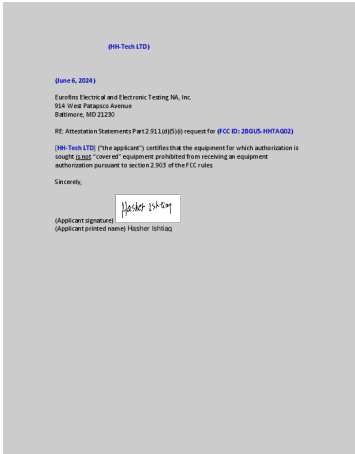 (HH-Tech LTD)
(June 6, 2024)
Eurofins Electrical and Electronic Testing NA, Inc.
914 West Patapsco Avenue
Baltimore, MD 21230
RE: Attestation Statements Part 2.911(d)(5)(i) request for (FCC ID: 2BGU5-HHTAG02)
[HH-Tech LTD] ("the applicant") certifies that the equipment for which authorization is
sought is not "covered" equipment prohibited from receiving an equipment
authorization pursuant to section 2.903 of the FCC rules.
Sincerely,
Hasher Ishtiaq
(Applicant signature)
(Applicant printed name) Hasher Ishtiaq